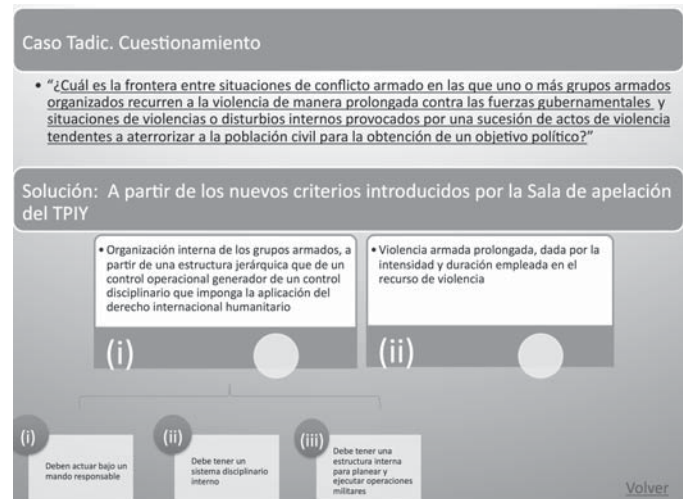 Caso Tadic. Cuestionamiento
• “¿Cuál es la frontera entre situaciones de conflicto armado en las que uno o más grupos armados
organizados recurren a la violencia de manera prolongada contra las fuerzas gubernamentales y
situaciones de violencias o disturbios internos provocados por una sucesión de actos de violencia
tendentes a aterrorizar a la población civil para la obtención de un objetivo político?”
Solución: A partir de los nuevos criterios introducidos por la Sala de apelación
del TPIY
• Organización interna de los grupos armados, a
partir de una estructura jerárquica que de un
control operacional generador de un control
disciplinario que imponga la aplicación del
derecho internacional humanitario
(i)
• Violencia armada prolongada, dada por la
intensidad y duración empleada en el
recurso de violencia
(ii)
(i)
Deben actuar bajo un
mando responsable
(ii)
Debe tener un
sistema disciplinario
interno
(iii)
Debe tener una
estructura interna
para planear y
ejecutar operaciones
militares
Volver